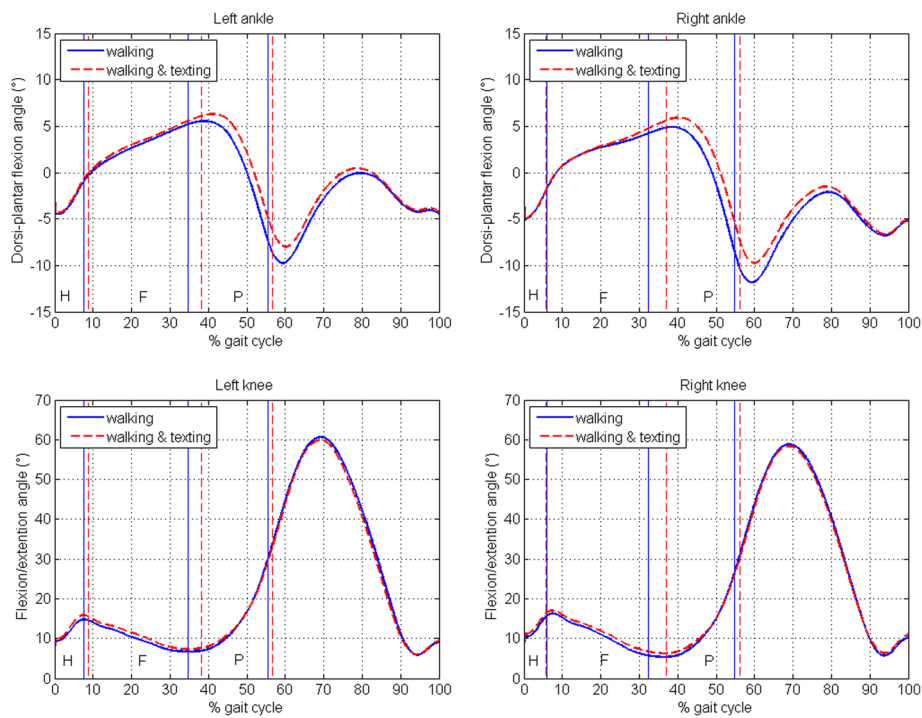 Left ankle
Dorsi-plantar flexion angle (°)
15
10
5
0
-5
-10
-15
walking
walking & texting
H F P
0 10 20 30 40 50 60 70 80 90 100
% gait cycle
Right ankle
Dorsi-plantar flexion angle (°)
15
10
5
0
-5
-10
-15
walking
walking & texting
H F P
0 10 20 30 40 50 60 70 80 90 100
% gait cycle
Left knee
Flexion/extention angle (°)
70
60
50
40
30
20
10
0
walking
walking & texting
H F P
0 10 20 30 40 50 60 70 80 90 100
% gait cycle
Right knee
Flexion/extention angle (°)
70
60
50
40
30
20
10
0
walking
walking & texting
H F P
0 10 20 30 40 50 60 70 80 90 100
% gait cycle